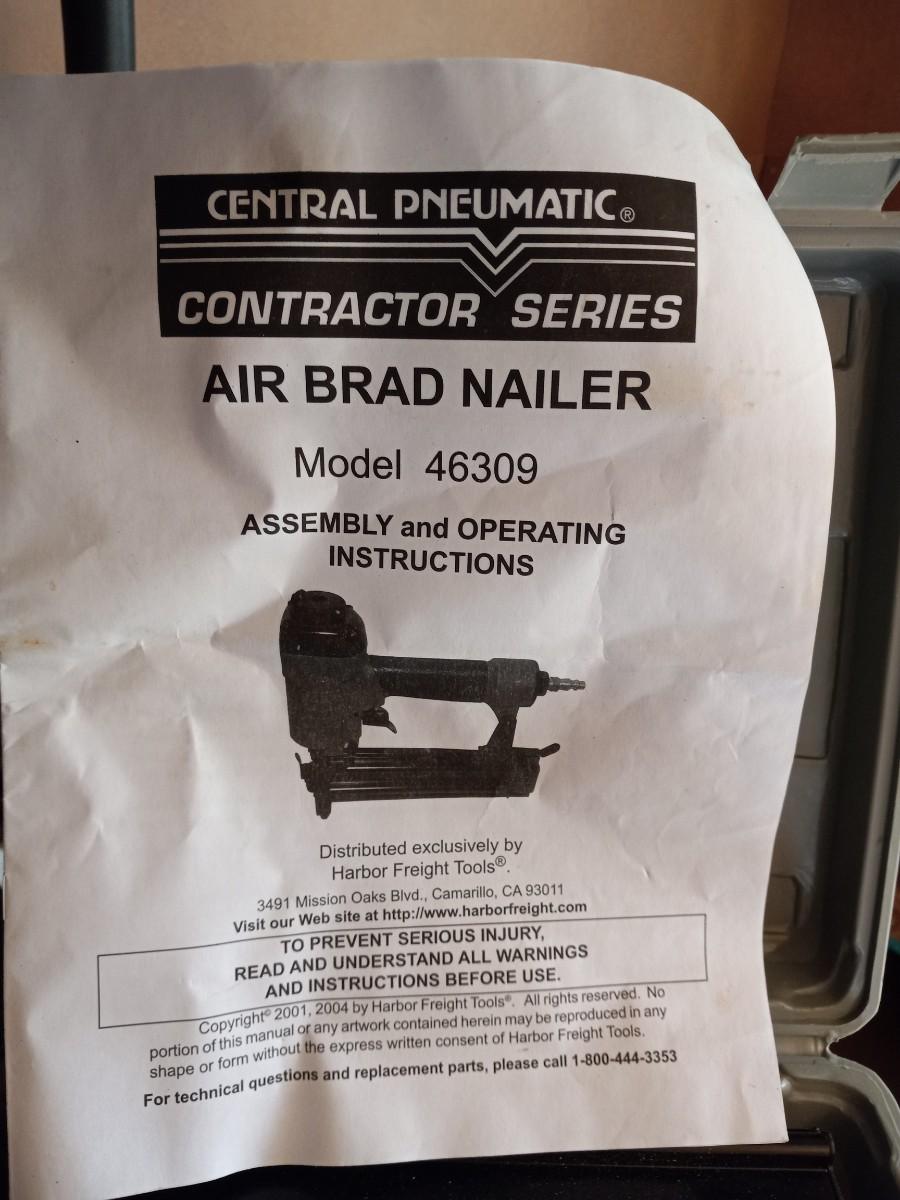 CENTRAL PNEUMATIC®
CONTRACTOR SERIES
AIR BRAD NAILER
Model 46309
ASSEMBLY and OPERATING
INSTRUCTIONS
Distributed exclusively by
Harbor Freight Tools®.
3491 Mission Oaks Blvd., Camarillo, CA 93011
Visit our Web site at http://www.harborfreight.com
TO PREVENT SERIOUS INJURY,
READ AND UNDERSTAND ALL WARNINGS
AND INSTRUCTIONS BEFORE USE.
Copyright© 2001, 2004 by Harbor Freight Tools®. All rights reserved. No
portion of this manual or any artwork contained herein may be reproduced in any
shape or form without the express written consent of Harbor Freight Tools.
For technical questions and replacement parts, please call 1-800-444-3353